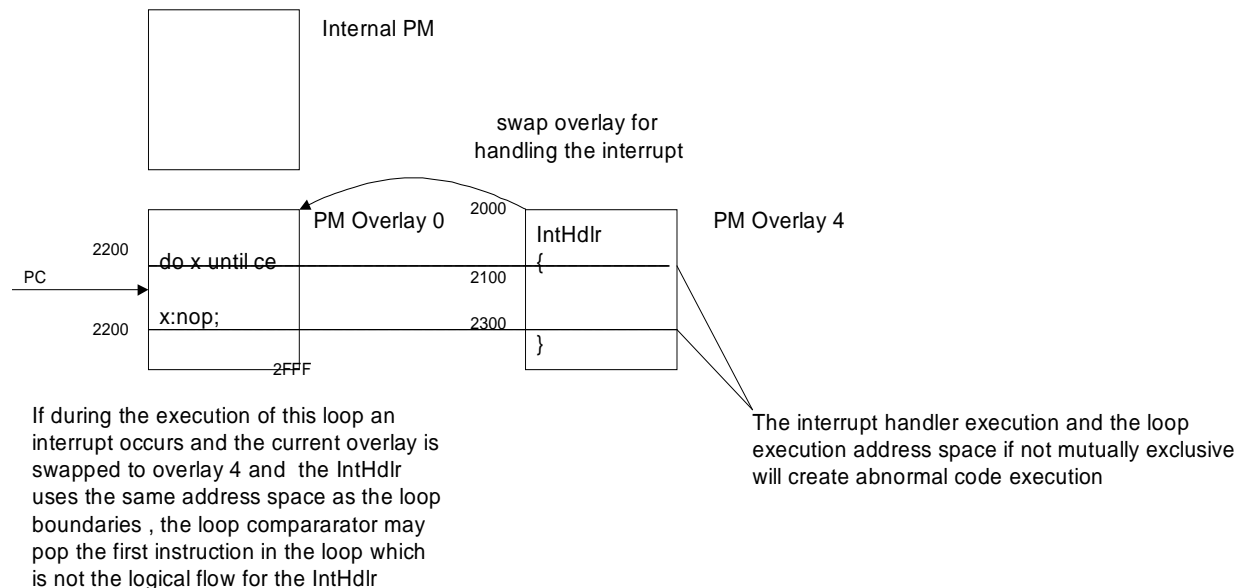 Internal PM
swap overlay for
handling the interrupt
PM Overlay 0
2000
IntHdlr
PM Overlay 4
2200
do x until ce
{
2100
PC
x:nop;
2200
2300
}
2FFF
If during the execution of this loop an
interrupt occurs and the current overlay is
swapped to overlay 4 and  the IntHdlr
uses the same address space as the loop
boundaries , the loop compararator may
pop the first instruction in the loop which
is not the logical flow for the IntHdlr
The interrupt handler execution and the loop
execution address space if not mutually exclusive
will create abnormal code execution